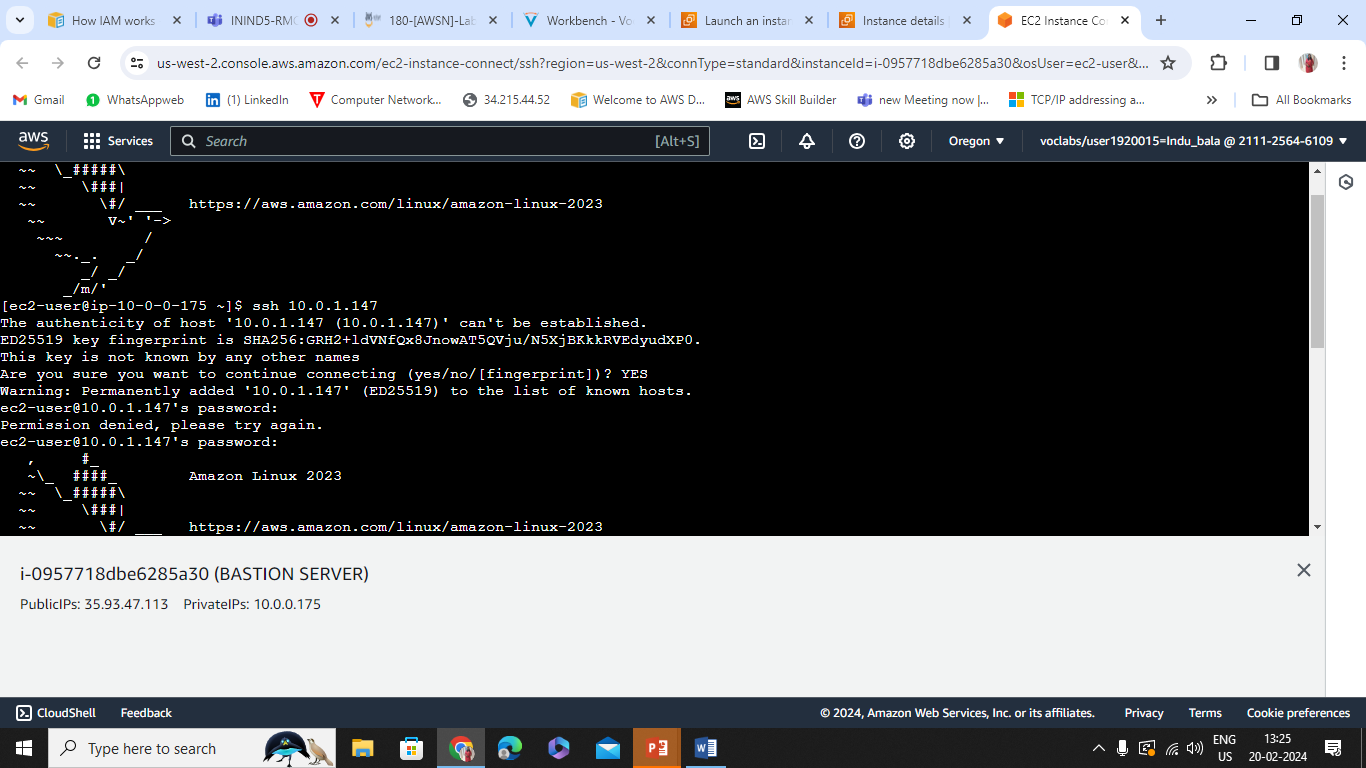 How IAM works
ININD5-RMC
180-[AWSN]-Lab
Workbench - Vo
Launch an instan
Instance details
EC2 Instance Co
us-west-2.console.aws.amazon.com/ec2-instance-connect/ssh?region=us-west-2&connType=standard&instanceId=i-0957718dbe6285a30&osUser=ec2-user&...
Gmail
WhatsAppweb
(1) LinkedIn
Computer Network...
34.215.44.52
Welcome to AWS D...
AWS Skill Builder
new Meeting now |...
TCP/IP addressing a...
»
All Bookmarks
aws
Services
Search
[Alt+S]
Oregon
voclabs/user1920015=Indu_bala @ 2111-2564-6109
~~  \_#####\
~~     \###|
~~       \#/ ___   https://aws.amazon.com/linux/amazon-linux-2023
~~       V~' '->
~~~         /
~~._.   _/
_/ _/
_/m/'
[ec2-user@ip-10-0-0-175 ~]$ ssh 10.0.1.147
The authenticity of host '10.0.1.147 (10.0.1.147)' can't be established.
ED25519 key fingerprint is SHA256:GRH2+ldVNfQx8JnowAT5QVju/N5XjBKkkRVEdyudXP0.
This key is not known by any other names
Are you sure you want to continue connecting (yes/no/[fingerprint])? YES
Warning: Permanently added '10.0.1.147' (ED25519) to the list of known hosts.
ec2-user@10.0.1.147's password:
Permission denied, please try again.
ec2-user@10.0.1.147's password:
,     #_
~\_  ####_        Amazon Linux 2023
~~  \_#####\
~~     \###|
~~       \#/ ___   https://aws.amazon.com/linux/amazon-linux-2023
i-0957718dbe6285a30 (BASTION SERVER)
PublicIPs: 35.93.47.113    PrivateIPs: 10.0.0.175
CloudShell
Feedback
© 2024, Amazon Web Services, Inc. or its affiliates.
Privacy
Terms
Cookie preferences
Type here to search
ENG
US
13:25
20-02-2024